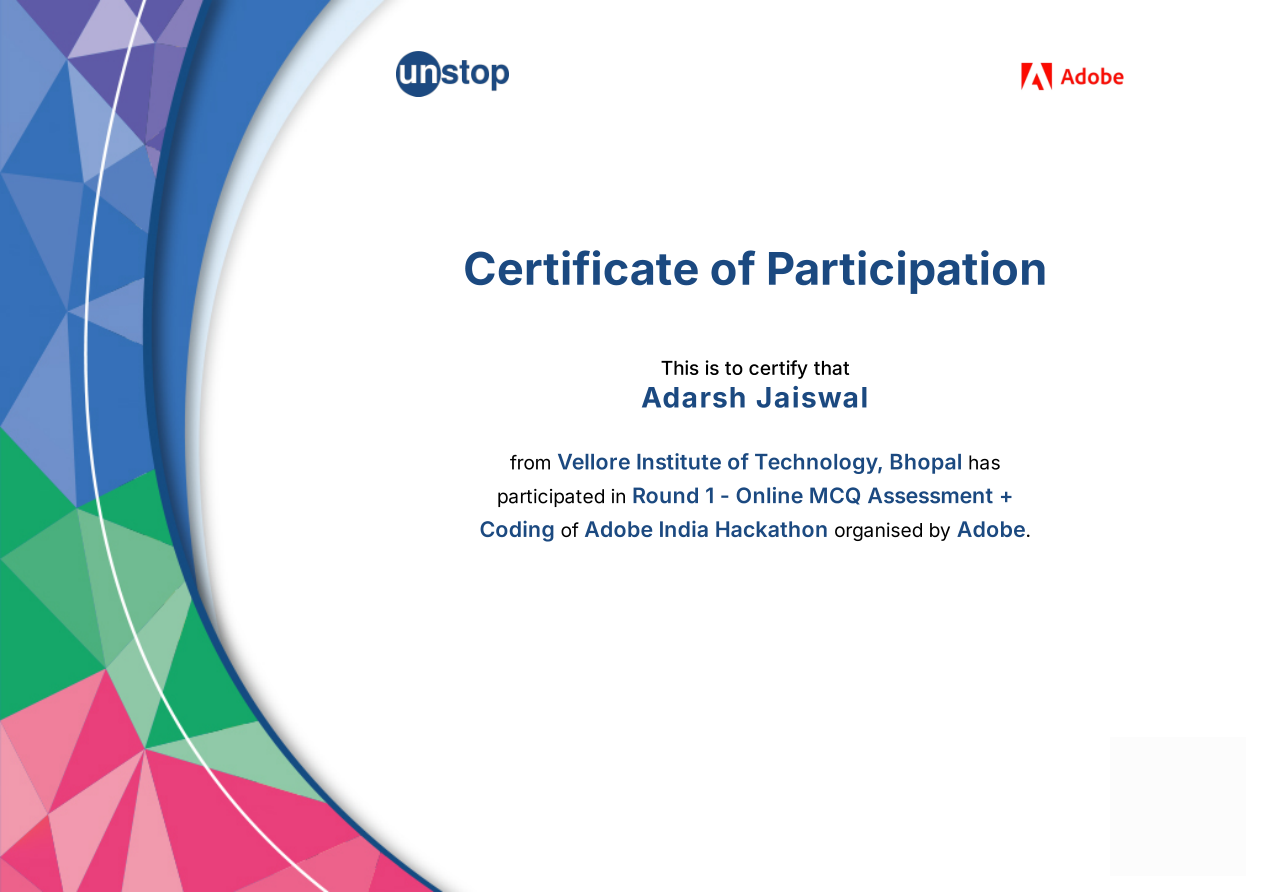 unstop
Adobe
Certificate of Participation
This is to certify that
Adarsh Jaiswal
from Vellore Institute of Technology, Bhopal has
participated in Round 1 - Online MCQ Assessment +
Coding of Adobe India Hackathon organised by Adobe.